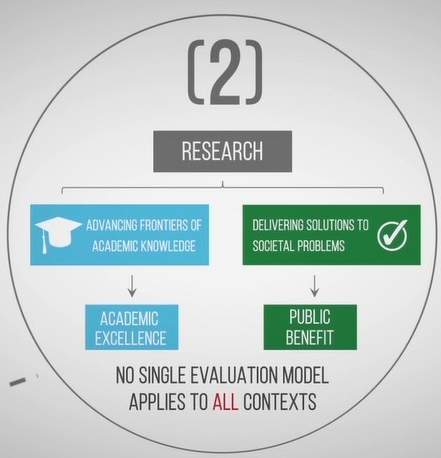 (2)
RESEARCH
ADVANCING FRONTIERS OF
ACADEMIC KNOWLEDGE
DELIVERING SOLUTIONS TO
SOCIETAL PROBLEMS
ACADEMIC
EXCELLENCE
PUBLIC
BENEFIT
NO SINGLE EVALUATION MODEL
APPLIES TO ALL CONTEXTS